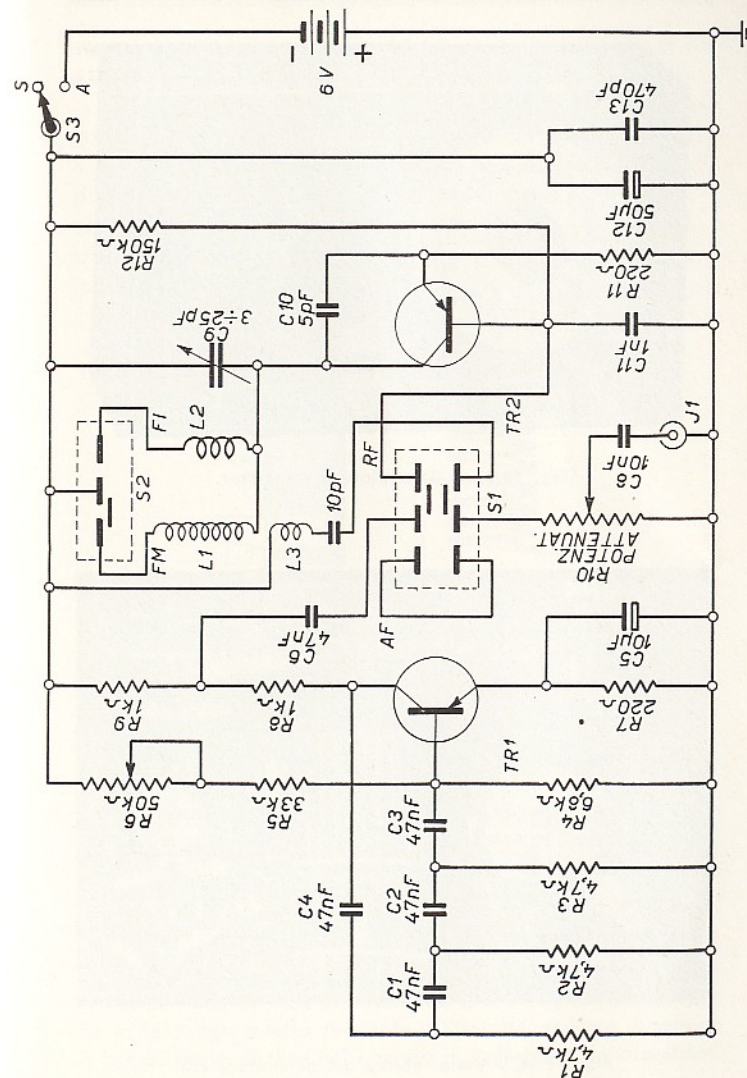 S
A
S3
-
+
6V
C13
470pF
C12
50µF
R12
150kΩ
C10
5pF
C9
3÷25pF
R11
220Ω
C11
1nF
TR2
S2
FM
F1
L1
L2
L3
10pF
RF
AF
S1
C8
10nF
J1
R10
POTENZ.
ATTENUAT.
C6
47nF
C5
10µF
R9
1kΩ
R8
1kΩ
R7
220Ω
TR1
R6
50kΩ
R5
33kΩ
R4
6,8kΩ
C4
47nF
C3
47nF
C2
47nF
C1
47nF
R3
4,7kΩ
R2
4,7kΩ
R1
4,7kΩ